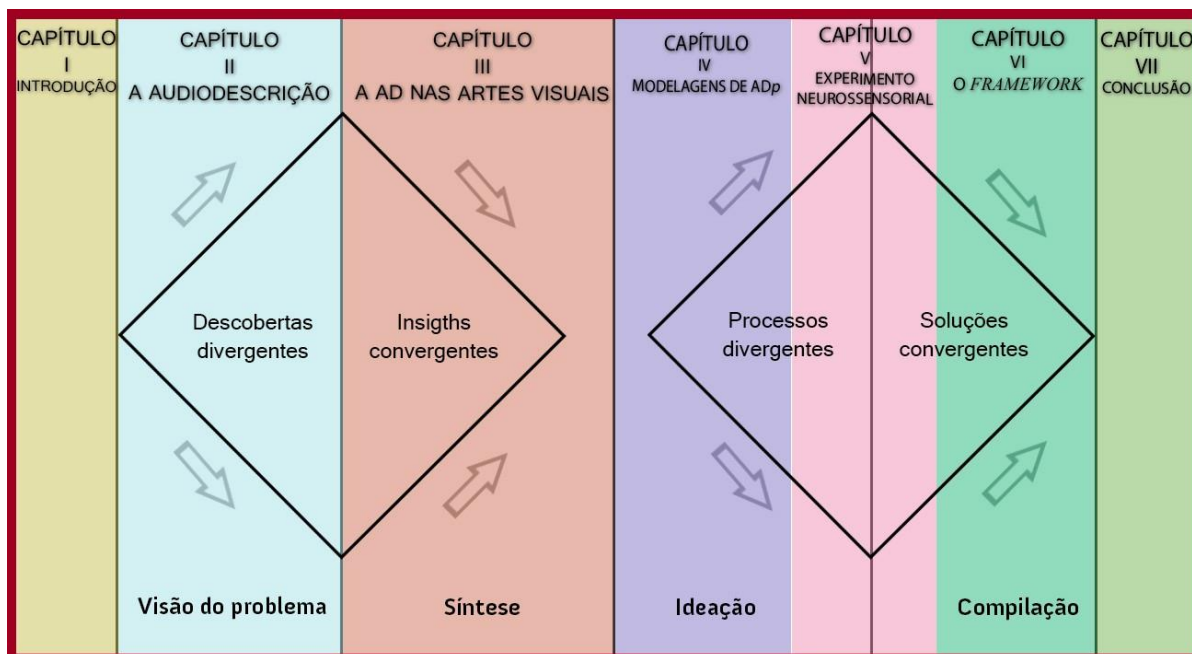 CAPÍTULO
I
INTRODUÇÃO
CAPÍTULO
II
A AUDIODESCRIÇÃO
CAPÍTULO
III
A AD NAS ARTES VISUAIS
CAPÍTULO
IV
MODELAGENS DE ADp
CAPÍTULO
V
EXPERIMENTO
NEUROSSENSORIAL
CAPÍTULO
VI
O FRAMEWORK
CAPÍTULO
VII
CONCLUSÃO
Descobertas
divergentes
Insigths
convergentes
Processos
divergentes
Soluções
convergentes
Visão do problema
Síntese
Ideação
Compilação